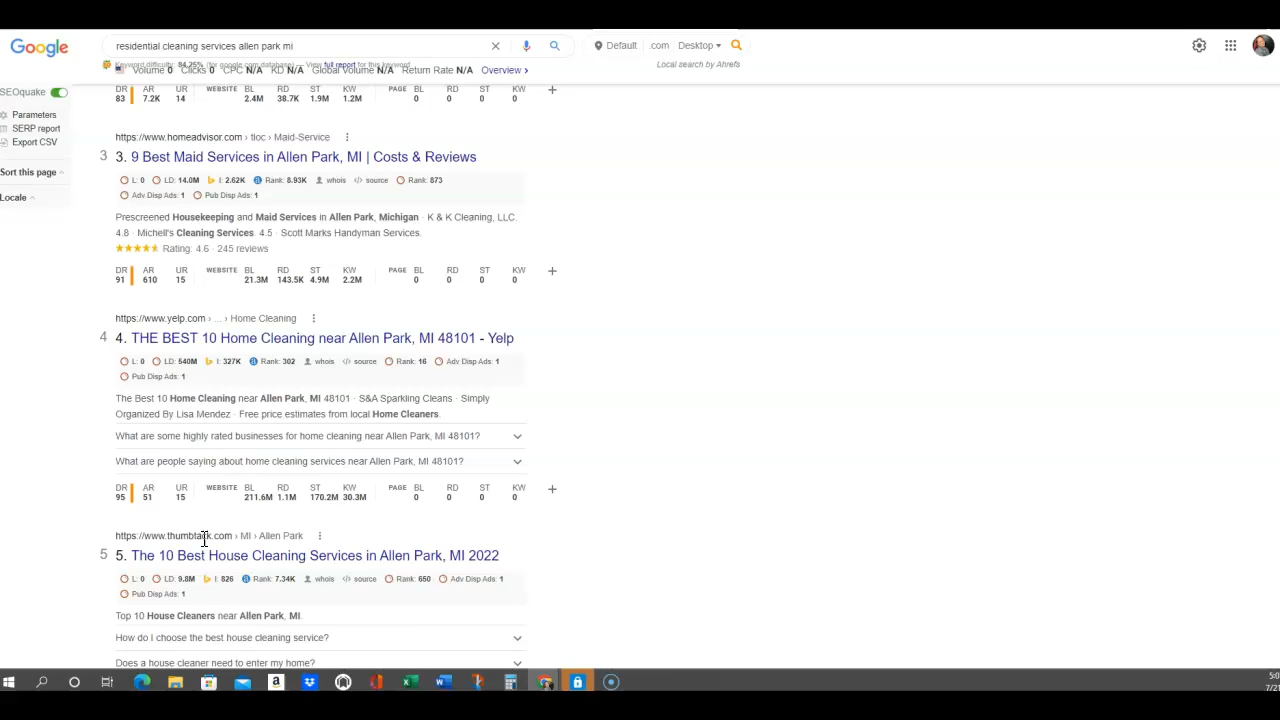 Google
residential cleaning services allen park mi
Default .com Desktop
Local search by Ahrefs
Keyword difficulty: 84.25% (for google.com database) — View full report for this keyword
Volume 0 Clicks 0 CPC N/A KD N/A Global Volume N/A Return Rate N/A Overview ›
SEOquake
Parameters
SERP report
Export CSV
Sort this page
Locale
DR AR UR WEBSITE BL RD ST KW PAGE BL RD ST KW
83 7.2K 14 2.4M 38.7K 1.9M 1.2M 0 0 0 0
https://www.homeadvisor.com › tloc › Maid-Service
3 3. 9 Best Maid Services in Allen Park, MI | Costs & Reviews
L: 0 LD: 14.0M I: 2.62K Rank: 8.93K whois source Rank: 873
Adv Disp Ads: 1 Pub Disp Ads: 1
Prescreened Housekeeping and Maid Services in Allen Park, Michigan · K & K Cleaning, LLC.
4.8 · Michell's Cleaning Services. 4.5 · Scott Marks Handyman Services.
Rating: 4.6 · 245 reviews
DR AR UR WEBSITE BL RD ST KW PAGE BL RD ST KW
91 610 15 21.3M 143.5K 4.9M 2.2M 0 0 0 0
https://www.yelp.com › ... › Home Cleaning
4 4. THE BEST 10 Home Cleaning near Allen Park, MI 48101 - Yelp
L: 0 LD: 540M I: 327K Rank: 302 whois source Rank: 16 Adv Disp Ads: 1
Pub Disp Ads: 1
The Best 10 Home Cleaning near Allen Park, MI 48101 · S&A Sparkling Cleans · Simply
Organized By Lisa Mendez · Free price estimates from local Home Cleaners.
What are some highly rated businesses for home cleaning near Allen Park, MI 48101?
What are people saying about home cleaning services near Allen Park, MI 48101?
DR AR UR WEBSITE BL RD ST KW PAGE BL RD ST KW
95 51 15 211.6M 1.1M 170.2M 30.3M 0 0 0 0
https://www.thumbtack.com › MI › Allen Park
5 5. The 10 Best House Cleaning Services in Allen Park, MI 2022
L: 0 LD: 9.8M I: 826 Rank: 7.34K whois source Rank: 650 Adv Disp Ads: 1
Pub Disp Ads: 1
Top 10 House Cleaners near Allen Park, MI.
How do I choose the best house cleaning service?
Does a house cleaner need to enter my home?